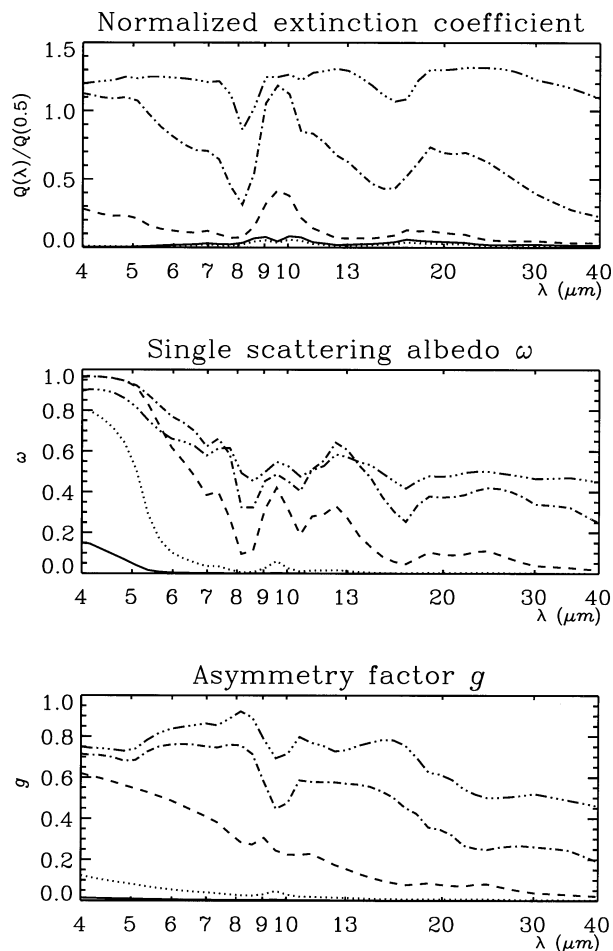 Normalized extinction coefficient
1.5
1.0
0.5
0.0
Q(λ)/Q(0.5)
4 5 6 7 8 9 10 13 20 30 40
λ (μm)
Single scattering albedo ω
1.0
0.8
0.6
0.4
0.2
0.0
ω
4 5 6 7 8 9 10 13 20 30 40
λ (μm)
Asymmetry factor g
1.0
0.8
0.6
0.4
0.2
0.0
g
4 5 6 7 8 9 10 13 20 30 40
λ (μm)